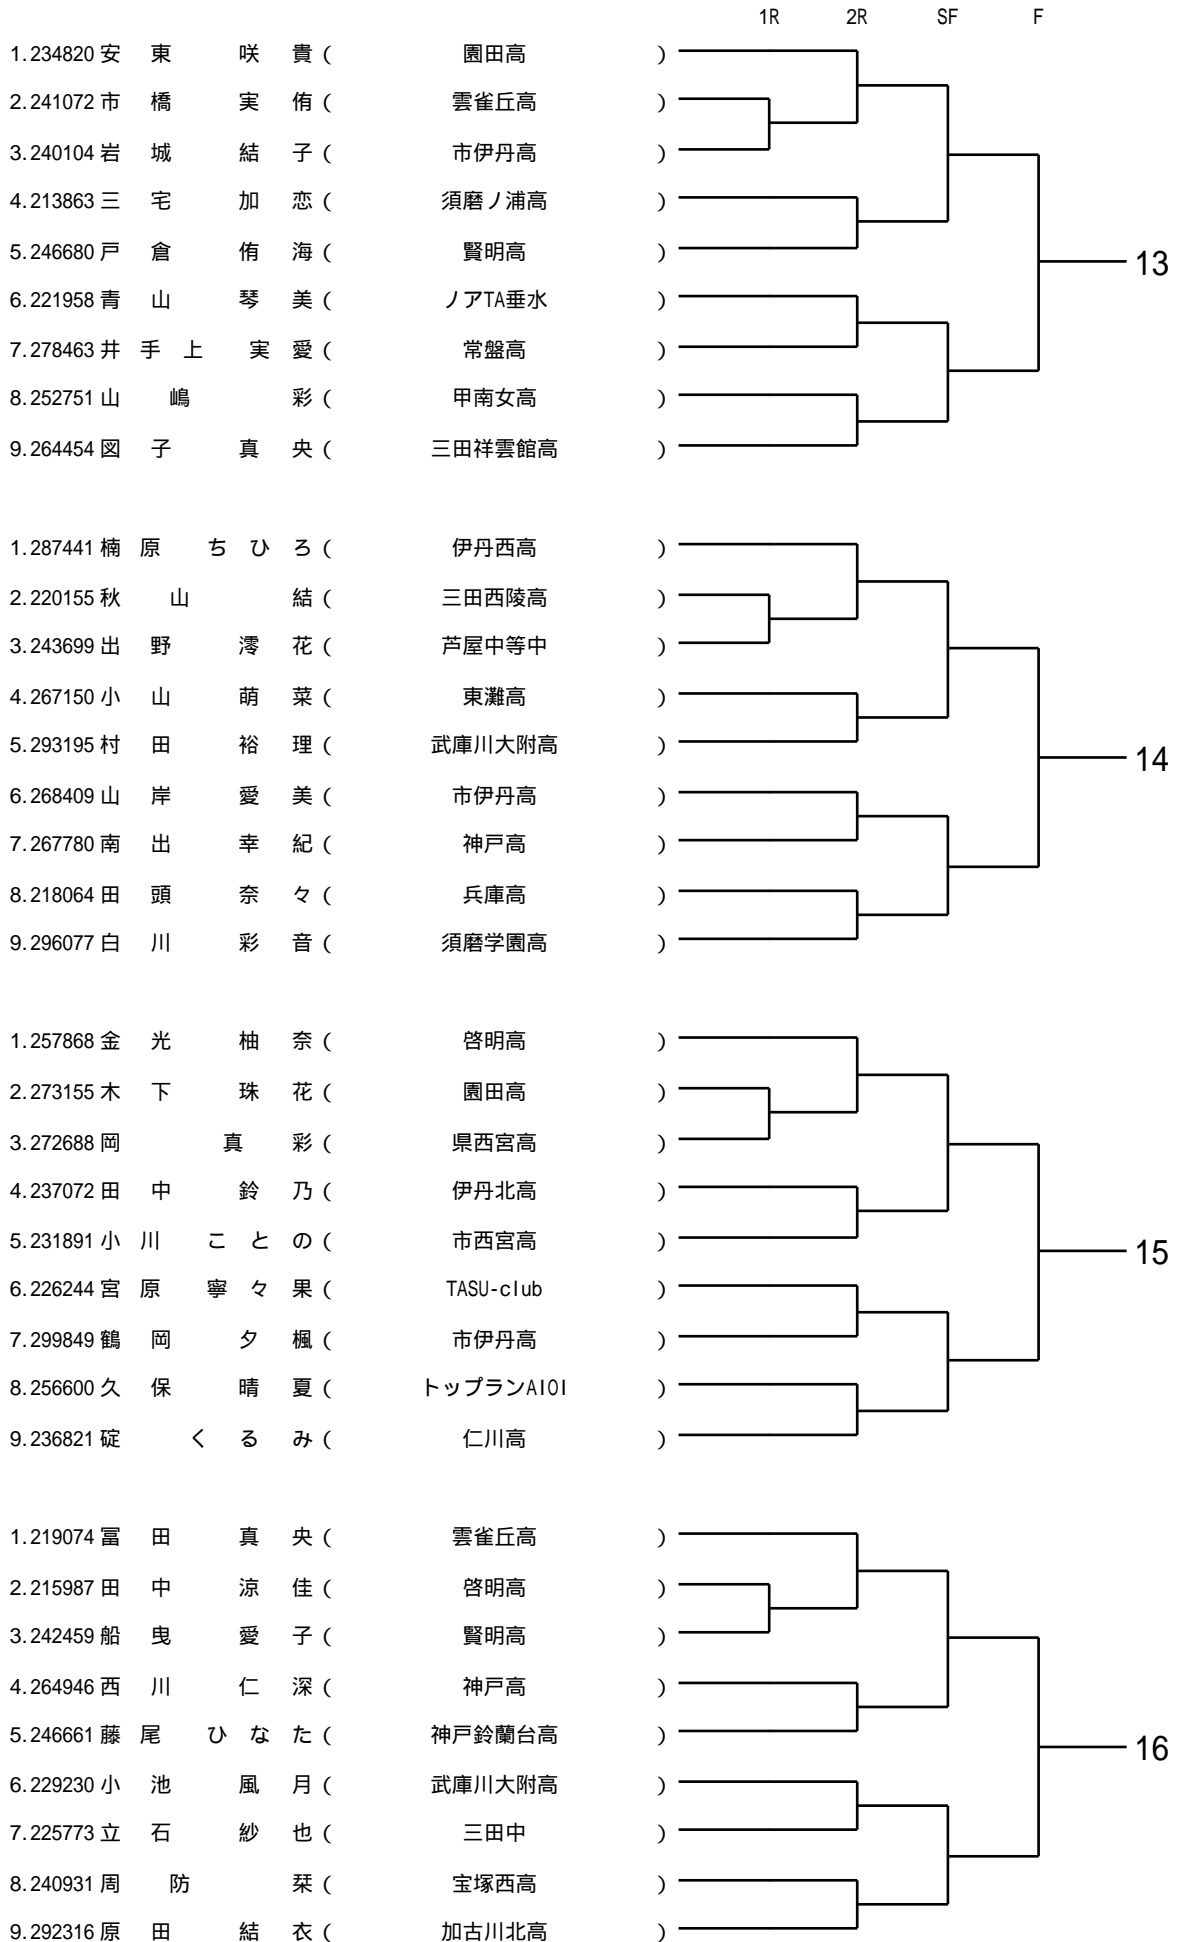 1R 2R SF F
1.234820 安 東 咲 貴 ( 園田高 )
2.241072 市 橋 実 侑 ( 雲雀丘高 )
3.240104 岩 城 結 子 ( 市伊丹高 )
4.213863 三 宅 加 恋 ( 須磨ノ浦高 )
5.246680 戸 倉 侑 海 ( 賢明高 )
13
6.221958 青 山 琴 美 ( ノアTA垂水 )
7.278463 井 手 上 実 愛 ( 常盤高 )
8.252751 山 嶋 彩 ( 甲南女高 )
9.264454 図 子 真 央 ( 三田祥雲館高 )
1.287441 楠 原 ち ひ ろ ( 伊丹西高 )
2.220155 秋 山 結 ( 三田西陵高 )
3.243699 出 野 澪 花 ( 芦屋中等中 )
4.267150 小 山 萌 菜 ( 東灘高 )
5.293195 村 田 裕 理 ( 武庫川大附高 )
14
6.268409 山 岸 愛 美 ( 市伊丹高 )
7.267780 南 出 幸 紀 ( 神戸高 )
8.218064 田 頭 奈 々 ( 兵庫高 )
9.296077 白 川 彩 音 ( 須磨学園高 )
1.257868 金 光 柚 奈 ( 啓明高 )
2.273155 木 下 珠 花 ( 園田高 )
3.272688 岡 真 彩 ( 県西宮高 )
4.237072 田 中 鈴 乃 ( 伊丹北高 )
5.231891 小 川 こ と の ( 市西宮高 )
15
6.226244 宮 原 寧 々 果 ( TASU-club )
7.299849 鶴 岡 夕 楓 ( 市伊丹高 )
8.256600 久 保 晴 夏 ( トップランAIOI )
9.236821 碇 く る み ( 仁川高 )
1.219074 冨 田 真 央 ( 雲雀丘高 )
2.215987 田 中 涼 佳 ( 啓明高 )
3.242459 船 曳 愛 子 ( 賢明高 )
4.264946 西 川 仁 深 ( 神戸高 )
5.246661 藤 尾 ひ な た ( 神戸鈴蘭台高 )
16
6.229230 小 池 風 月 ( 武庫川大附高 )
7.225773 立 石 紗 也 ( 三田中 )
8.240931 周 防 栞 ( 宝塚西高 )
9.292316 原 田 結 衣 ( 加古川北高 )